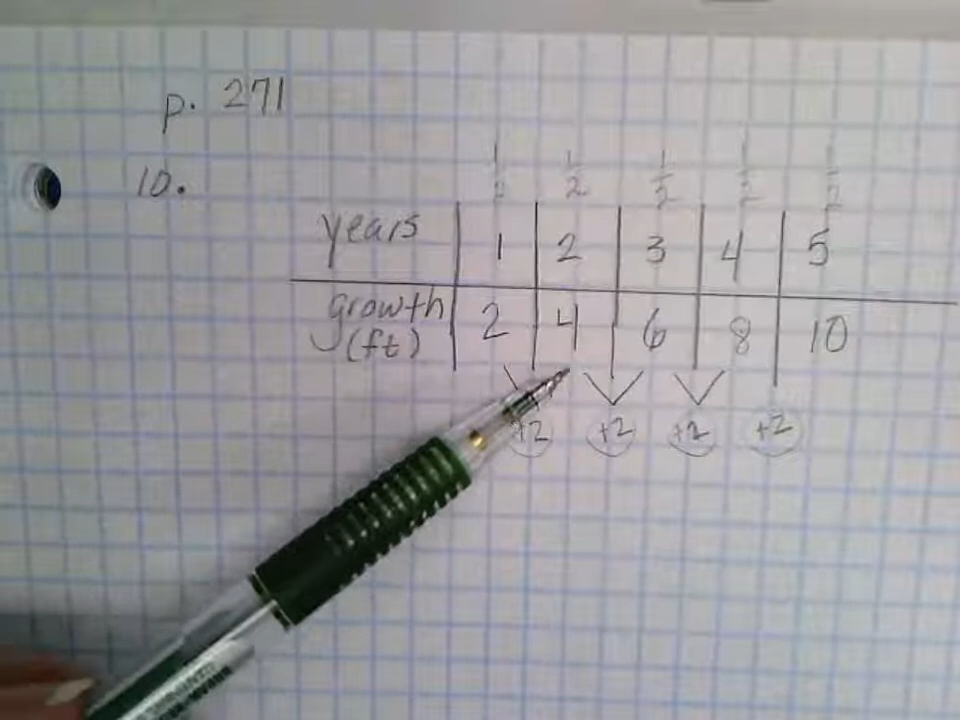 p. 271
10.
1/2 1/2 1/2 1/2 1/2
years 1 2 3 4 5
growth (ft) 2 4 6 8 10
+2 +2 +2 +2